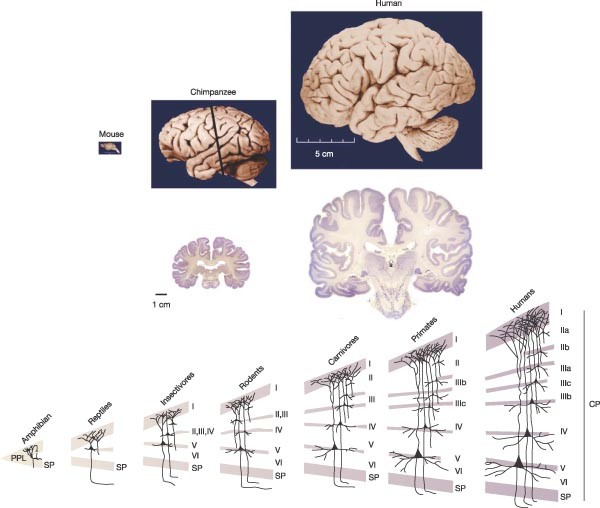 Human
Chimpanzee
Mouse
5 cm
1 cm
Amphibian
PPL
SP
Reptiles
SP
Insectivores
I
II,III,IV
V
VI
SP
Rodents
I
II,III
IV
V
VI
SP
Carnivores
I
II
III
IV
V
VI
SP
Primates
I
II
IIIb
IIIc
IV
V
VI
SP
Humans
I
IIa
IIb
IIIa
IIIc
IIIb
IV
V
VI
SP
CP